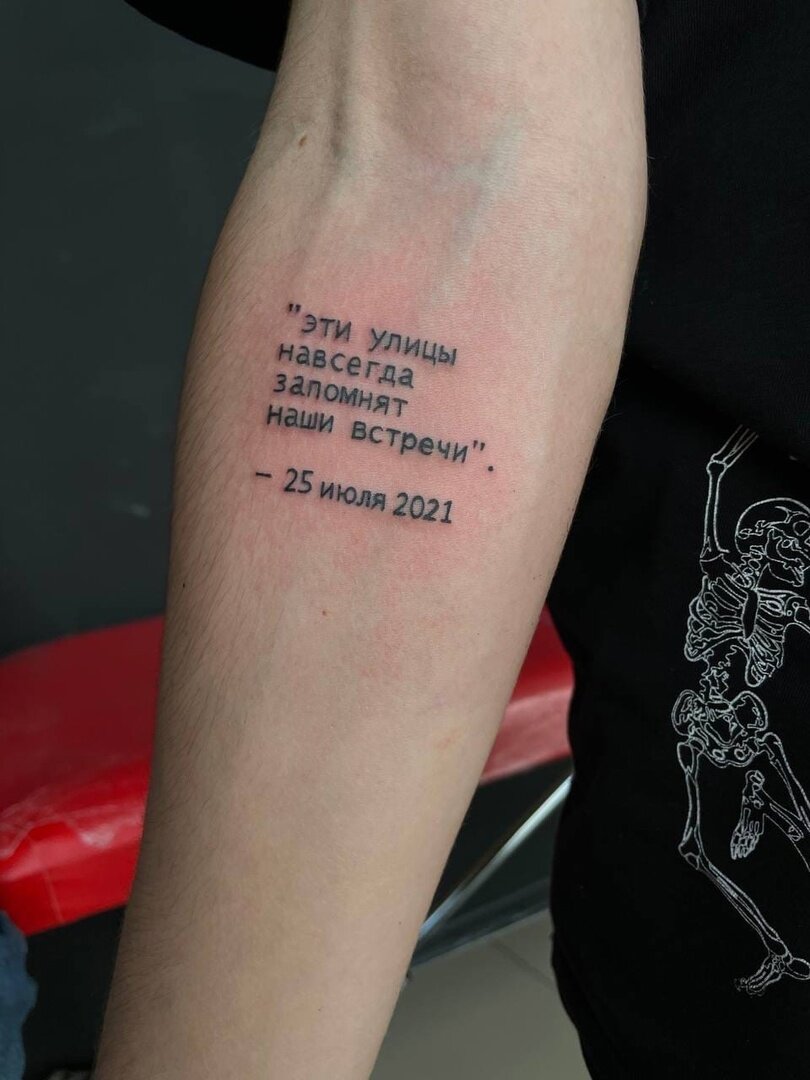 "эти улицы
навсегда
запомнят
наши встречи".
– 25 июля 2021